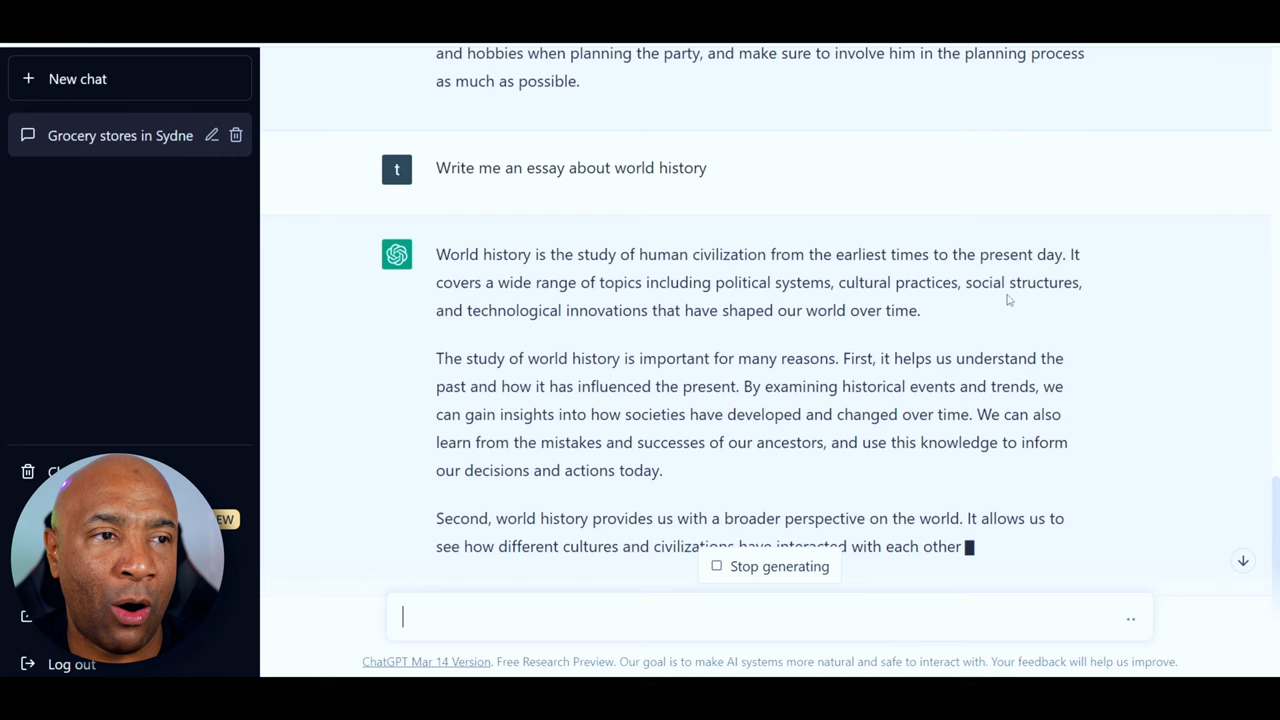 and hobbies when planning the party, and make sure to involve him in the planning process
as much as possible.
New chat
Grocery stores in Sydne
t
Write me an essay about world history
World history is the study of human civilization from the earliest times to the present day. It
covers a wide range of topics including political systems, cultural practices, social structures,
and technological innovations that have shaped our world over time.
The study of world history is important for many reasons. First, it helps us understand the
past and how it has influenced the present. By examining historical events and trends, we
can gain insights into how societies have developed and changed over time. We can also
learn from the mistakes and successes of our ancestors, and use this knowledge to inform
our decisions and actions today.
Second, world history provides us with a broader perspective on the world. It allows us to
see how different cultures and civilizations have interacted with each other
Stop generating
Log out
ChatGPT Mar 14 Version. Free Research Preview. Our goal is to make AI systems more natural and safe to interact with. Your feedback will help us improve.